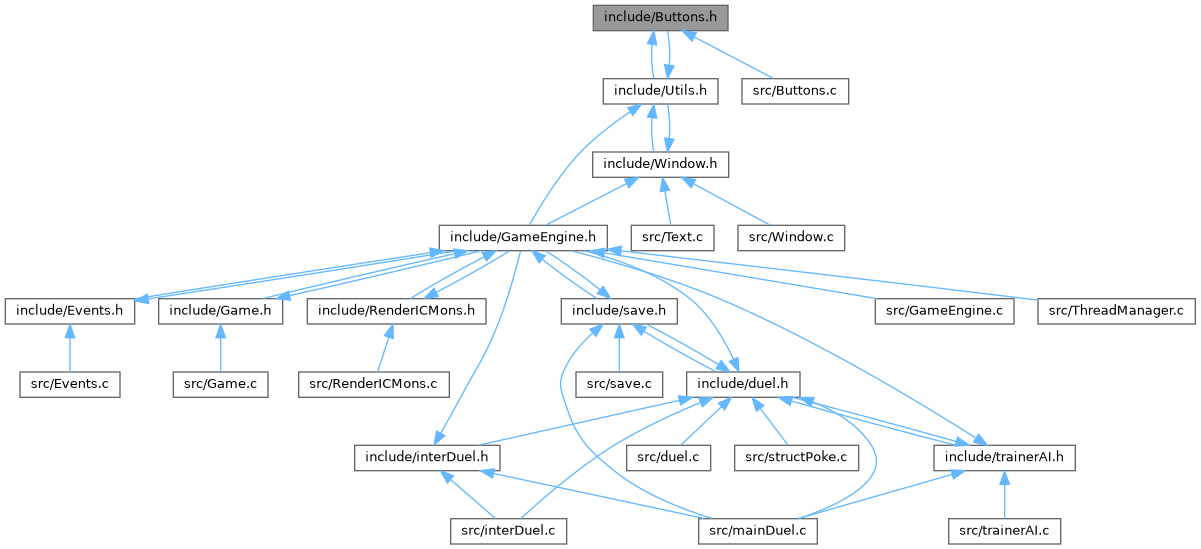 include/Buttons.h
include/Utils.h
src/Buttons.c
include/Window.h
include/GameEngine.h
src/Text.c
src/Window.c
include/Events.h
include/Game.h
include/RenderICMons.h
include/save.h
src/GameEngine.c
src/ThreadManager.c
src/Events.c
src/Game.c
src/RenderICMons.c
src/save.c
include/duel.h
include/interDuel.h
src/duel.c
src/structPoke.c
include/trainerAI.h
src/interDuel.c
src/mainDuel.c
src/trainerAI.c